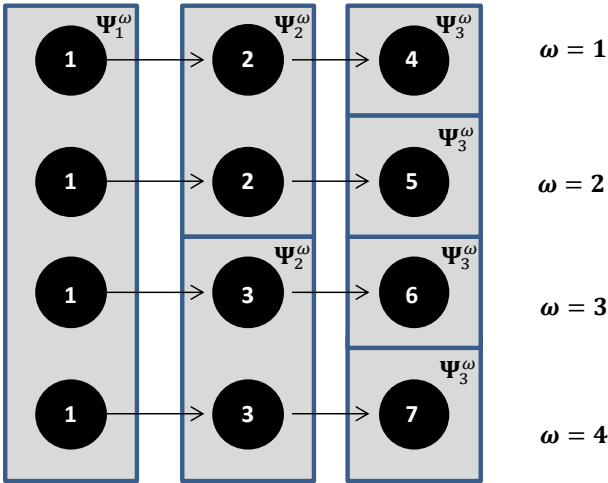 Ψ₁^ω Ψ₂^ω Ψ₃^ω
1 2 4 ω = 1
Ψ₃^ω
1 2 5 ω = 2
Ψ₂^ω Ψ₃^ω
1 3 6 ω = 3
Ψ₃^ω
1 3 7 ω = 4